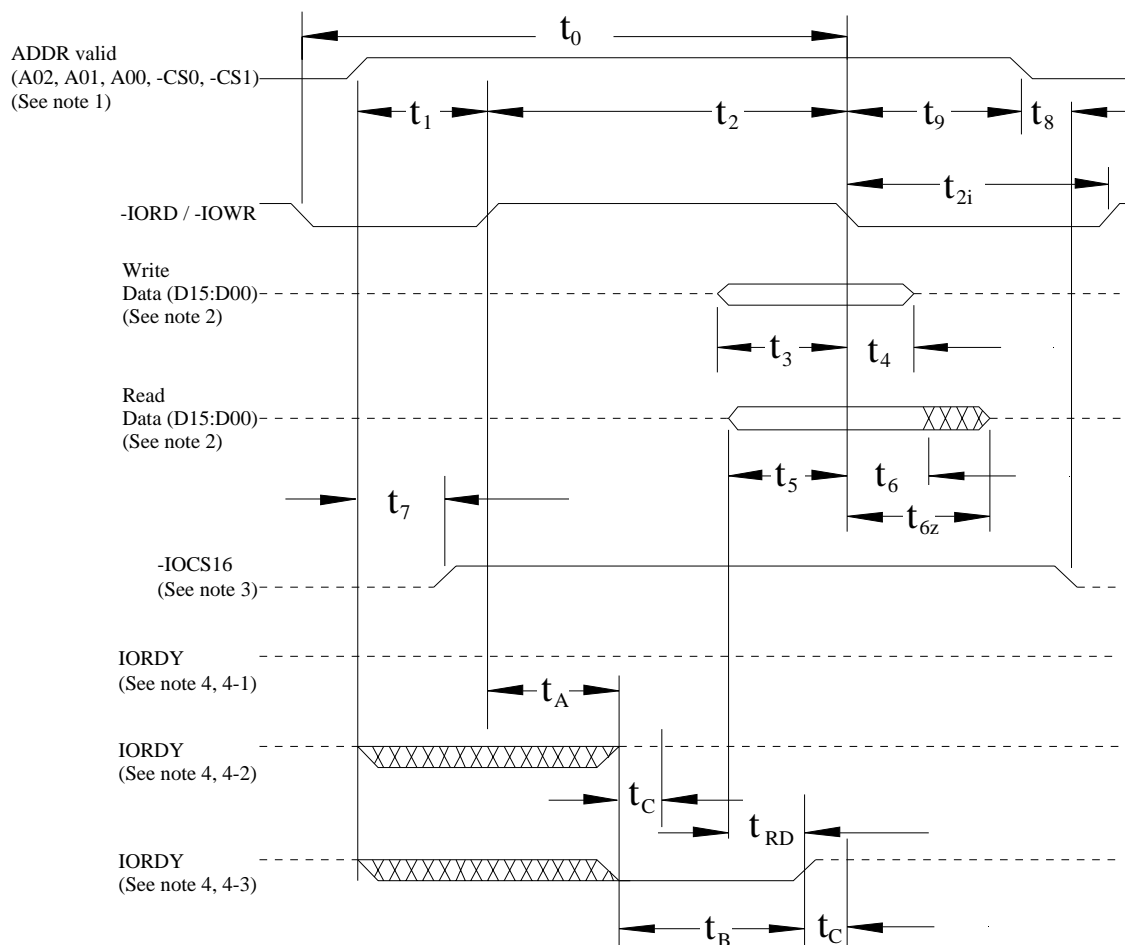 t0
ADDR valid
(A02, A01, A00, -CS0, -CS1)
(See note 1)
t1
t2
t9
t8
t2i
-IORD / -IOWR
Write
Data (D15:D00)
(See note 2)
t3
t4
Read
Data (D15:D00)
(See note 2)
t5
t6
t7
t6z
-IOCS16
(See note 3)
IORDY
(See note 4, 4-1)
tA
IORDY
(See note 4, 4-2)
tC
tRD
IORDY
(See note 4, 4-3)
tB
tC